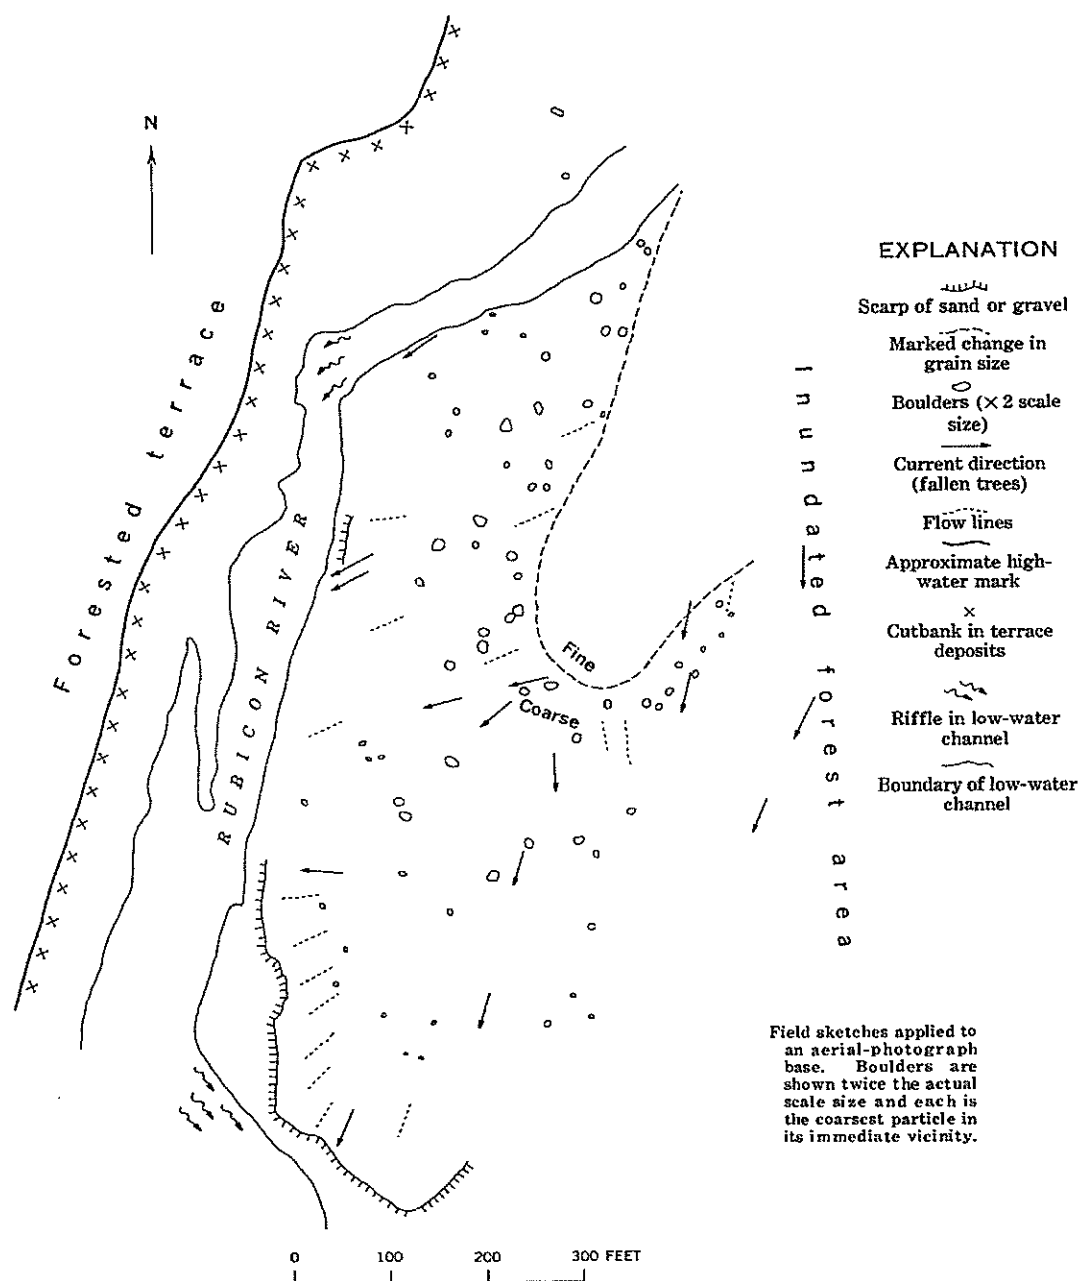 N
Forested terrace
RUBICON RIVER
Fine
Coarse
Inundated forest area
EXPLANATION
Scarp of sand or gravel
Marked change in
grain size
Boulders (× 2 scale
size)
Current direction
(fallen trees)
Flow lines
Approximate high-
water mark
x
Cutbank in terrace
deposits
Riffle in low-water
channel
Boundary of low-water
channel
Field sketches applied to
an aerial-photograph
base. Boulders are
shown twice the actual
scale size and each is
the coarsest particle in
its immediate vicinity.
0 100 200 300 FEET